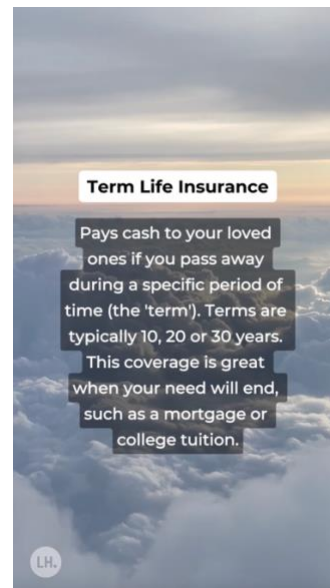 Term Life Insurance
Pays cash to your loved
ones if you pass away
during a specific period of
time (the 'term'). Terms are
typically 10, 20 or 30 years.
This coverage is great
when your need will end,
such as a mortgage or
college tuition.
LH.